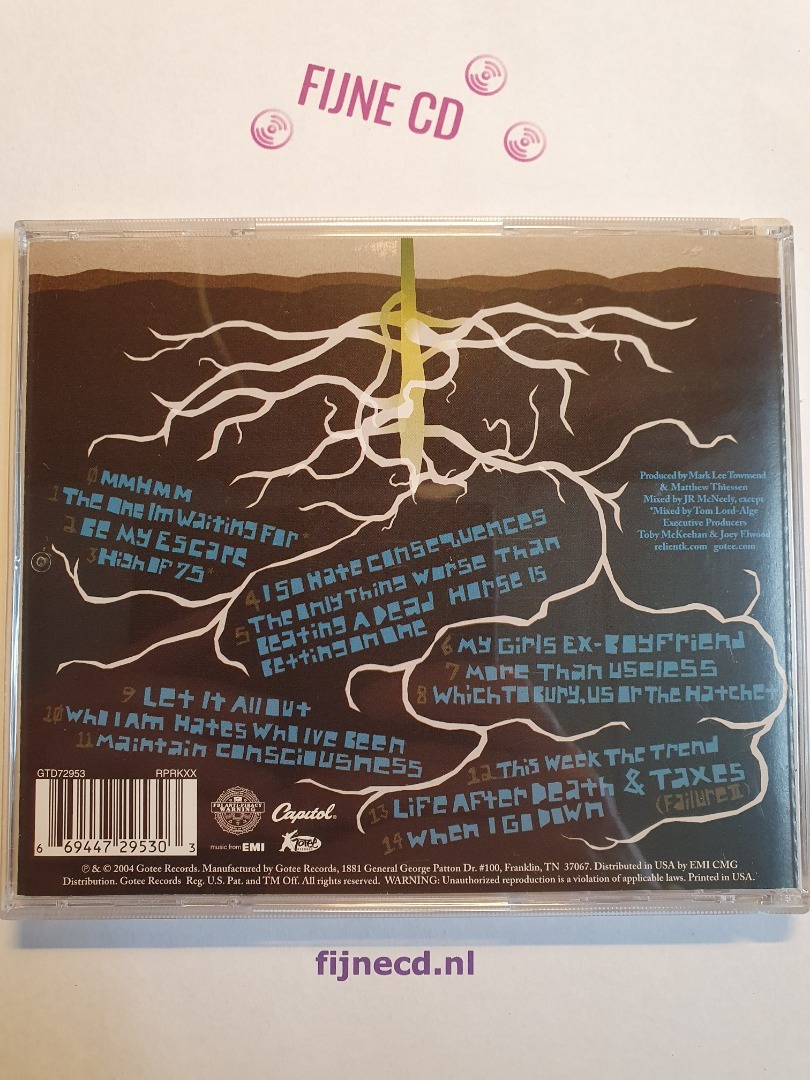 FIJNE CD
0 MMHMM
1 The One Im Waiting For *
2 Be My Escape
3 High Of 75 *
4 I So Hate Consequences
5 The Only Thing Worse Than
Beating A Dead Horse Is
Betting On One
6 My Girls Ex-Boyfriend
7 More Than Useless
8 Which To Bury, Us Or The Hatchet
9 Let It All Out
10 Who I Am Hates Who Ive Been
11 Maintain Consciousness
12 This Week The Trend
13 Life After Death & Taxes
(Failure II)
14 When I Go Down
Produced by Mark Lee Townsend
& Matthew Thiessen
Mixed by JR McNeely, except
*Mixed by Tom Lord-Alge
Executive Producers
Toby McKeehan & Joey Elwood
relientk.com gotee.com
GTD72953 RPRKXX
6 69447 29530 3
FBI ANTI-PIRACY
WARNING
Capitol®
music from EMI
Gotee
℗ & © 2004 Gotee Records. Manufactured by Gotee Records, 1881 General George Patton Dr. #100, Franklin, TN 37067. Distributed in USA by EMI CMG
Distribution. Gotee Records Reg. U.S. Pat. and TM Off. All rights reserved. WARNING: Unauthorized reproduction is a violation of applicable laws. Printed in USA.
fijnecd.nl